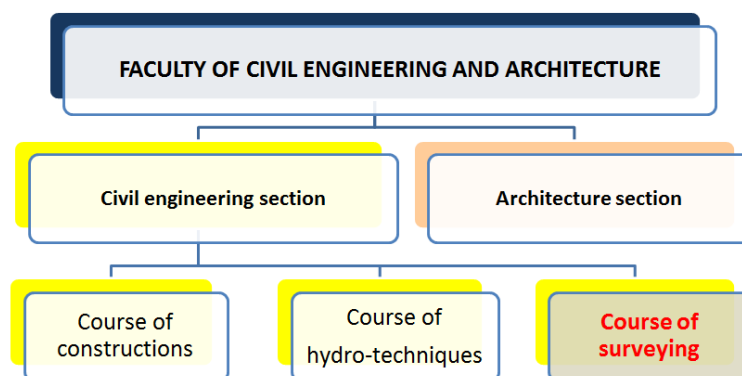 FACULTY OF CIVIL ENGINEERING AND ARCHITECTURE
Civil engineering section
Architecture section
Course of
constructions
Course of
hydro-techniques
Course of
surveying